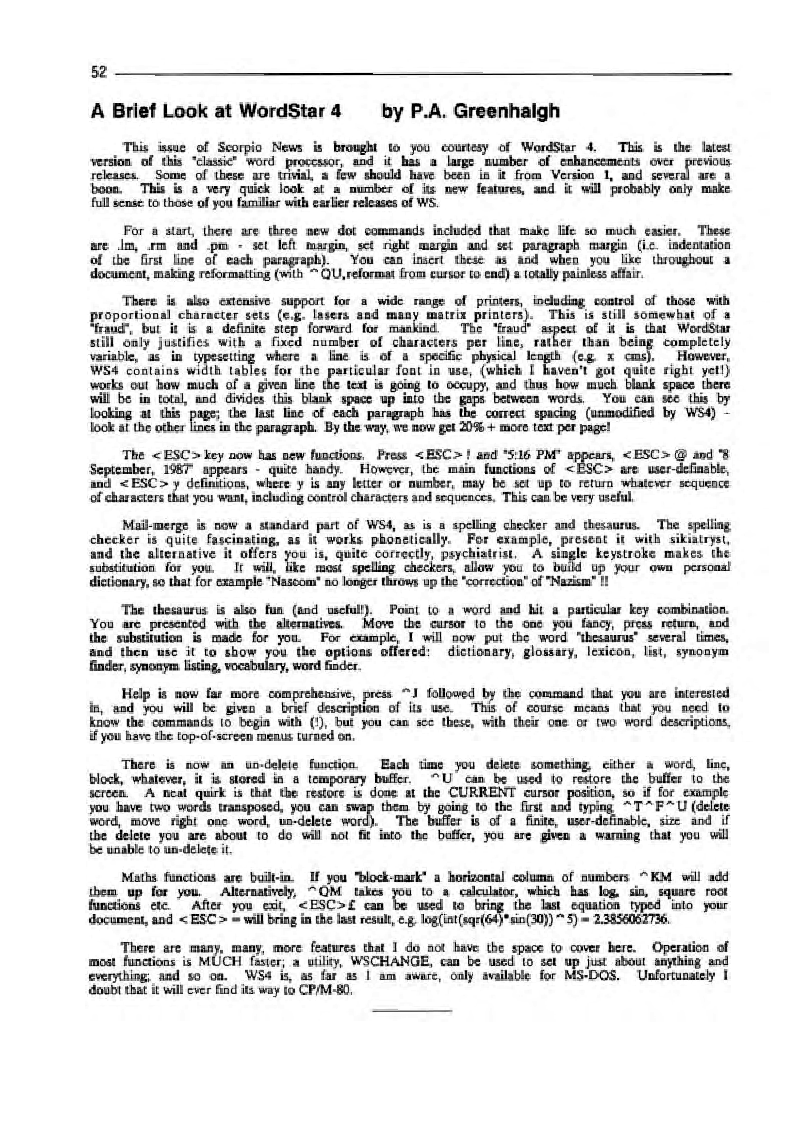 52
A Brief Look at WordStar 4 by P.A. Greenhalgh
This issue of Scorpio News is brought to you courtesy of WordStar 4. This is the latest
version of this "classic" word processor, and it has a large number of enhancements over previous
releases. Some of these are trivial, a few should have been in it from Version 1, and several are a
boon. This is a very quick look at a number of its new features, and it will probably only make
full sense to those of you familiar with earlier releases of WS.
For a start, there are three new dot commands included that make life so much easier. These
are .lm, .rm and .pm - set left margin, set right margin and set paragraph margin (i.e. indentation
of the first line of each paragraph). You can insert these as and when you like throughout a
document, making reformatting (with ^QU,reformat from cursor to end) a totally painless affair.
There is also extensive support for a wide range of printers, including control of those with
proportional character sets (e.g. lasers and many matrix printers). This is still somewhat of a
"fraud", but it is a definite step forward for mankind. The "fraud" aspect of it is that WordStar
still only justifies with a fixed number of characters per line, rather than being completely
variable, as in typesetting where a line is of a specific physical length (e.g. x cms). However,
WS4 contains width tables for the particular font in use, (which I haven't got quite right yet!)
works out how much of a given line the text is going to occupy, and thus how much blank space there
will be in total, and divides this blank space up into the gaps between words. You can see this by
looking at this page; the last line of each paragraph has the correct spacing (unmodified by WS4) -
look at the other lines in the paragraph. By the way, we now get 20% + more text per page!
The <ESC> key now has new functions. Press <ESC> ! and "5:16 PM" appears, <ESC> @ and "8
September, 1987" appears - quite handy. However, the main functions of <ESC> are user-definable,
and <ESC> y definitions, where y is any letter or number, may be set up to return whatever sequence
of characters that you want, including control characters and sequences. This can be very useful.
Mail-merge is now a standard part of WS4, as is a spelling checker and thesaurus. The spelling
checker is quite fascinating, as it works phonetically. For example, present it with sikiatryst,
and the alternative it offers you is, quite correctly, psychiatrist. A single keystroke makes the
substitution for you. It will, like most spelling checkers, allow you to build up your own personal
dictionary, so that for example "Nascom" no longer throws up the "correction" of "Nazism" !!
The thesaurus is also fun (and useful!). Point to a word and hit a particular key combination.
You are presented with the alternatives. Move the cursor to the one you fancy, press return, and
the substitution is made for you. For example, I will now put the word "thesaurus" several times,
and then use it to show you the options offered: dictionary, glossary, lexicon, list, synonym
finder, synonym listing, vocabulary, word finder.
Help is now far more comprehensive, press ^J followed by the command that you are interested
in, and you will be given a brief description of its use. This of course means that you need to
know the commands to begin with (!), but you can see these, with their one or two word descriptions,
if you have the top-of-screen menus turned on.
There is now an un-delete function. Each time you delete something, either a word, line,
block, whatever, it is stored in a temporary buffer. ^U can be used to restore the buffer to the
screen. A neat quirk is that the restore is done at the CURRENT cursor position, so if for example
you have two words transposed, you can swap them by going to the first and typing ^T^F^U (delete
word, move right one word, un-delete word). The buffer is of a finite, user-definable, size and if
the delete you are about to do will not fit into the buffer, you are given a warning that you will
be unable to un-delete it.
Maths functions are built-in. If you "block-mark" a horizontal column of numbers ^KM will add
them up for you. Alternatively, ^QM takes you to a calculator, which has log, sin, square root
functions etc. After you exit, <ESC>£ can be used to bring the last equation typed into your
document, and <ESC> = will bring in the last result, e.g. log(int(sqr(64)*sin(30))^5) = 2.3856062736.
There are many, many, more features that I do not have the space to cover here. Operation of
most functions is MUCH faster; a utility, WSCHANGE, can be used to set up just about anything and
everything; and so on. WS4 is, as far as I am aware, only available for MS-DOS. Unfortunately I
doubt that it will ever find its way to CP/M-80.